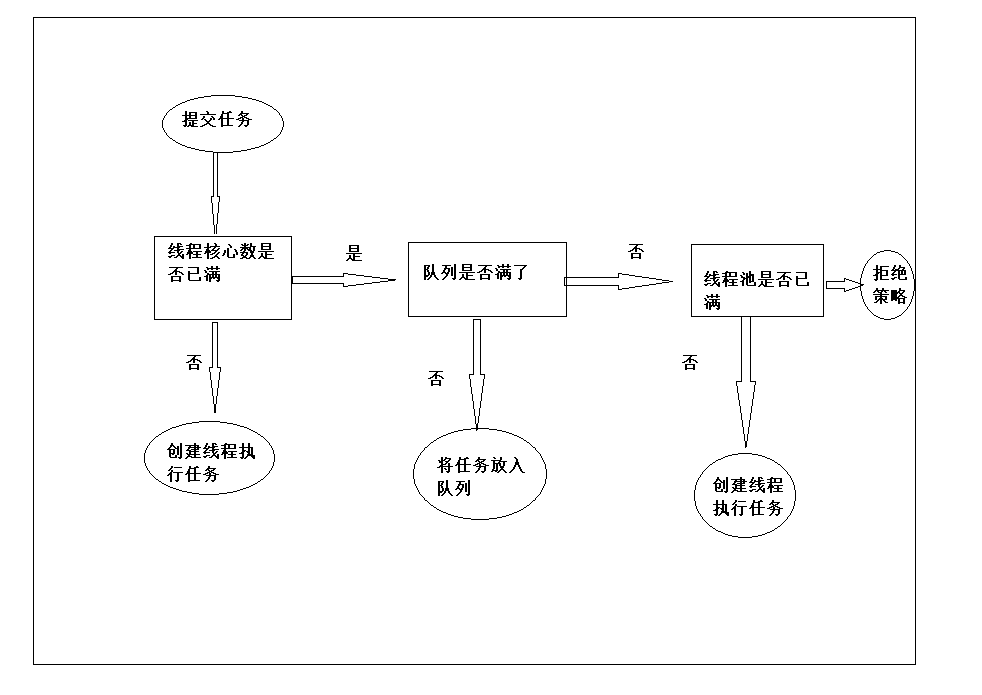 提交任务
线程核心数是
否已满
是
队列是否满了
否
线程池是否已
满
拒绝
策略
否
创建线程执
行任务
否
将任务放入
队列
否
创建线程
执行任务